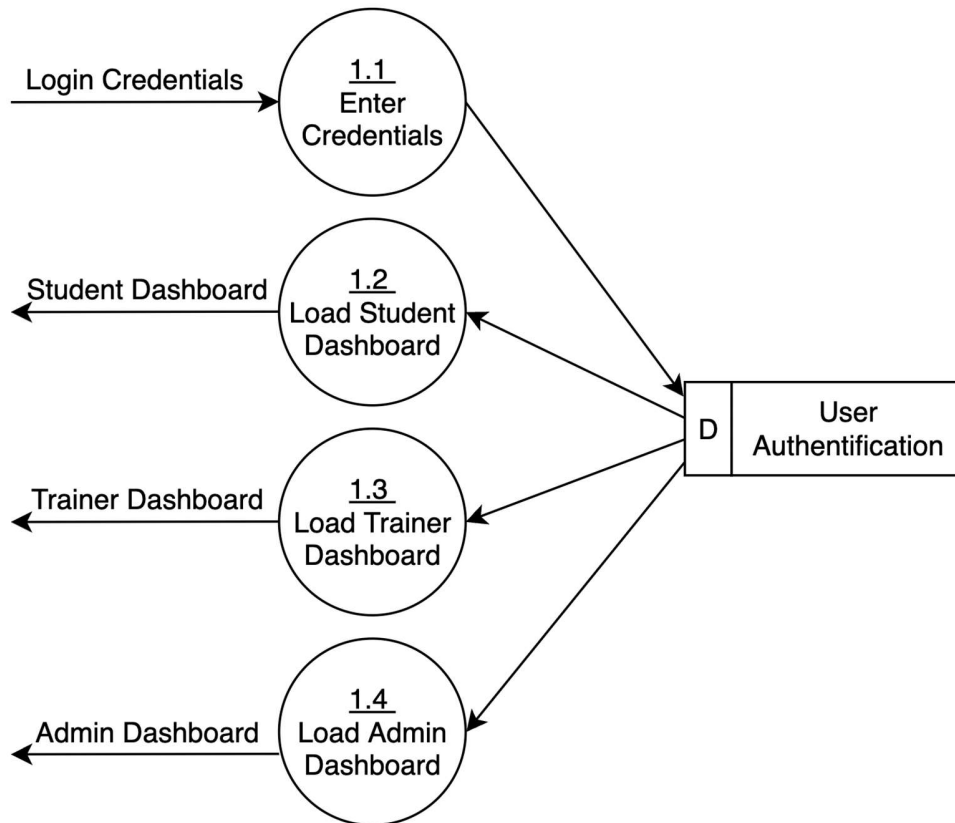 Login Credentials
1.1
Enter
Credentials
Student Dashboard
1.2
Load Student
Dashboard
D
User
Authentification
Trainer Dashboard
1.3
Load Trainer
Dashboard
Admin Dashboard
1.4
Load Admin
Dashboard